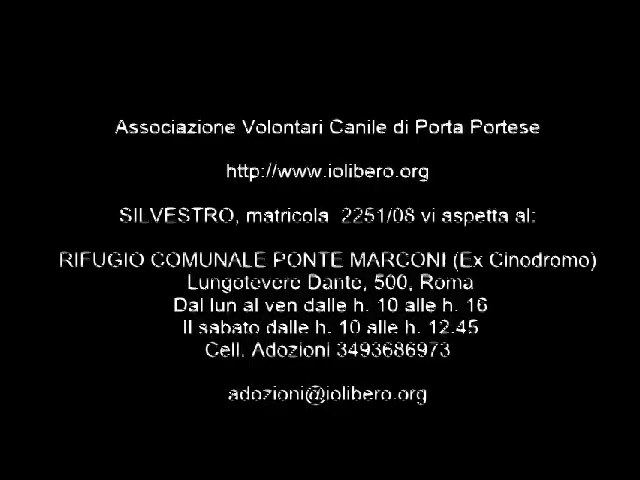 Associazione Volontari Canile di Porta Portese
http://www.iolibero.org
SILVESTRO, matricola 2251/08 vi aspetta al:
RIFUGIO COMUNALE PONTE MARCONI (Ex Cinodromo)
Lungotevere Dante, 500, Roma
Dal lun al ven dalle h. 10 alle h. 16
Il sabato dalle h. 10 alle h. 12.45
Cell. Adozioni 3493686973
adozioni@iolibero.org